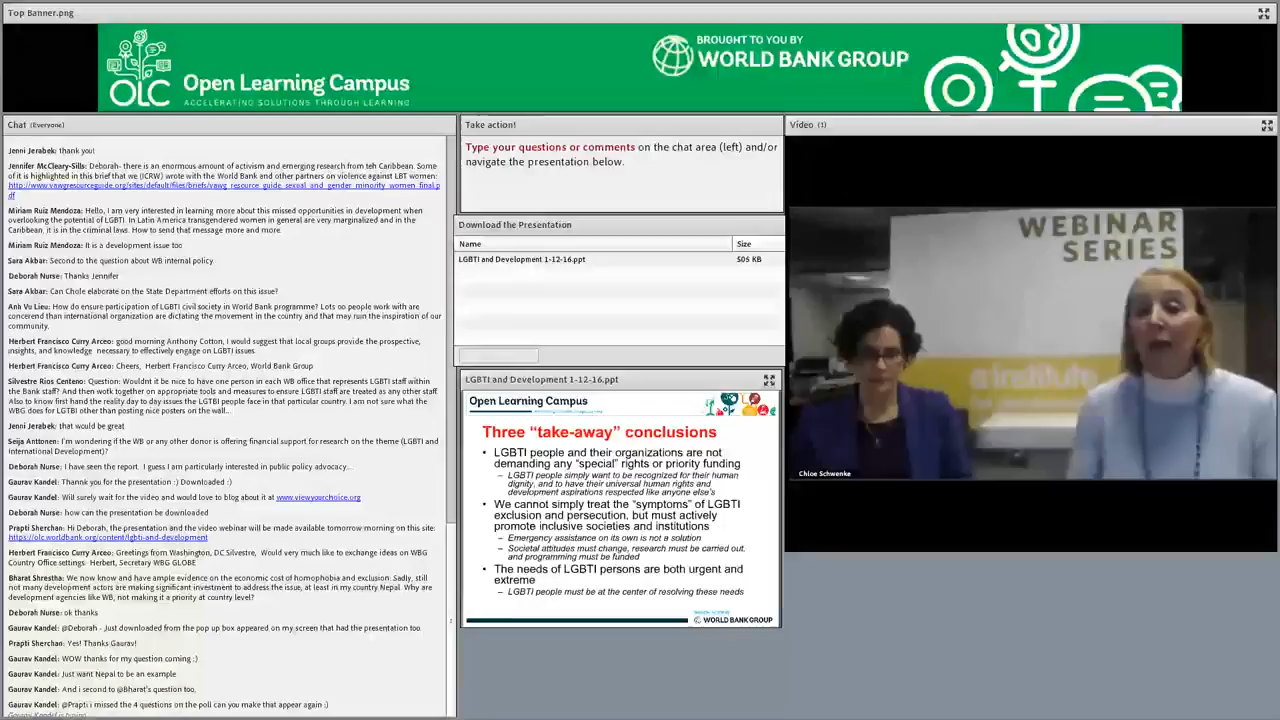 Top Banner.png
OLC
Open Learning Campus
ACCELERATING SOLUTIONS THROUGH LEARNING
BROUGHT TO YOU BY
WORLD BANK GROUP
Chat (Everyone)
Jenni Jerabek: thank you!
Jennifer McCleary-Sills: Deborah- there is an enormous amount of activism and emerging research from teh Caribbean. Some
of it is highlighted in this brief that we (ICRW) wrote with the World Bank and other partners on violence against LBT women:
http://www.vawgresourceguide.org/sites/default/files/briefs/vawg_resource_guide_sexual_and_gender_minority_women_final.p
df
Miriam Ruiz Mendoza: Hello, I am very interested in learning more about this missed opportunities in development when
overlooking the potential of LGBTI. In Latin America transgendered women in general are very marginalized and in the
Caribbean, it is in the criminal laws. How to send that message more and more.
Miriam Ruiz Mendoza: It is a development issue too
Sara Akbar: Second to the question about WB internal policy.
Deborah Nurse: Thanks Jennifer
Sara Akbar: Can Chole elaborate on the State Department efforts on this issue?
Anh Vu Lieu: How do ensure participation of LGBTI civil society in World Bank programme? Lots oo people work with are
concerend than international organization are dictating the movement in the country and that may ruin the inspiration of our
community.
Herbert Francisco Curry Arceo: good morning Anthony Cotton, I would suggest that local groups provide the prospective,
insights, and knowledge necessary to effectively engage on LGBTI issues.
Herbert Francisco Curry Arceo: Cheers, Herbert Francisco Curry Arceo, World Bank Group
Silvestre Rios Centeno: Question: Wouldnt it be nice to have one person in each WB office that represents LGBTI staff within
the Bank staff? And then work together on appropriate tools and measures to ensure LGBTI staff are treated as any other staff.
Also to know first hand the reality day to day issues the LGTBI people face in that particular country. I am not sure what the
WBG does for LGTBI other than posting nice posters on the wall...
Jenni Jerabek: that would be great
Seija Anttonen: I'm wondering if the WB or any other donor is offering financial support for research on the theme (LGBTI and
International Development)?
Deborah Nurse: I have seen the report. I guess I am particularly interested in public policy advocacy...
Gaurav Kandel: Thankh you for the presentation :) Downloaded :)
Gaurav Kandel: Will surely wait for the video and would love to blog about it at www.viewyourchoice.org
Deborah Nurse: how can the presentation be downloaded
Prapti Sherchan: Hi Deborah, the presentation and the video webinar will be made available tomorrow morning on this site:
https://olc.worldbank.org/content/lgbti-and-development
Herbert Francisco Curry Arceo: Greetings from Washington, DC Silvestre, Would very much like to exchange ideas on WBG
Country Office settings. Herbert, Secretary WBG GLOBE
Bharat Shrestha: We now know and have ample evidence on the economic cost of homophobia and exclusion. Sadly, still
not many development actors are making significant investment to address the issue, at least in my country Nepal. Why are
development agencies like WB, not making it a priority at country level?
Deborah Nurse: ok thanks
Gaurav Kandel: @Deborah - Just downloaded from the pop up box appeared on my screen that had the presentation too.
Prapti Sherchan: Yes! Thanks Gaurav!
Gaurav Kandel: WOW thanks for my question coming :)
Gaurav Kandel: Just want Nepal to be an example
Gaurav Kandel: And i second to @Bharat's question too,
Gaurav Kandel: @Prapti i missed the 4 questions on the poll can you make that appear again :)
Gaurav Kandel is typing
Take action!
Type your questions or comments on the chat area (left) and/or
navigate the presentation below.
Download the Presentation
Name Size
LGBTI and Development 1-12-16.ppt 505 KB
LGBTI and Development 1-12-16.ppt
Open Learning Campus
Three “take-away” conclusions
• LGBTI people and their organizations are not
demanding any “special” rights or priority funding
– LGBTI people simply want to be recognized for their human
dignity, and to have their universal human rights and
development aspirations respected like anyone else’s
• We cannot simply treat the “symptoms” of LGBTI
exclusion and persecution, but must actively
promote inclusive societies and institutions
– Emergency assistance on its own is not a solution
– Societal attitudes must change, research must be carried out,
and programming must be funded
• The needs of LGBTI persons are both urgent and
extreme
– LGBTI people must be at the center of resolving these needs
WORLD BANK GROUP
Video (1)
WEBINAR
SERIES
institute
Chloe Schwenke